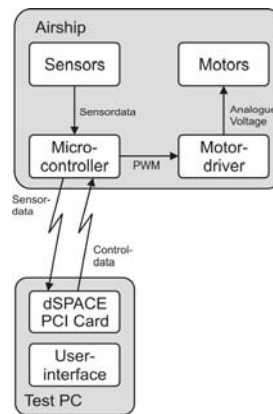 Airship
Sensors
Motors
Sensordata
Analogue
Voltage
Micro-
controller
PWM
Motor-
driver
Sensor-
data
Control-
data
dSPACE
PCI Card
User-
interface
Test PC